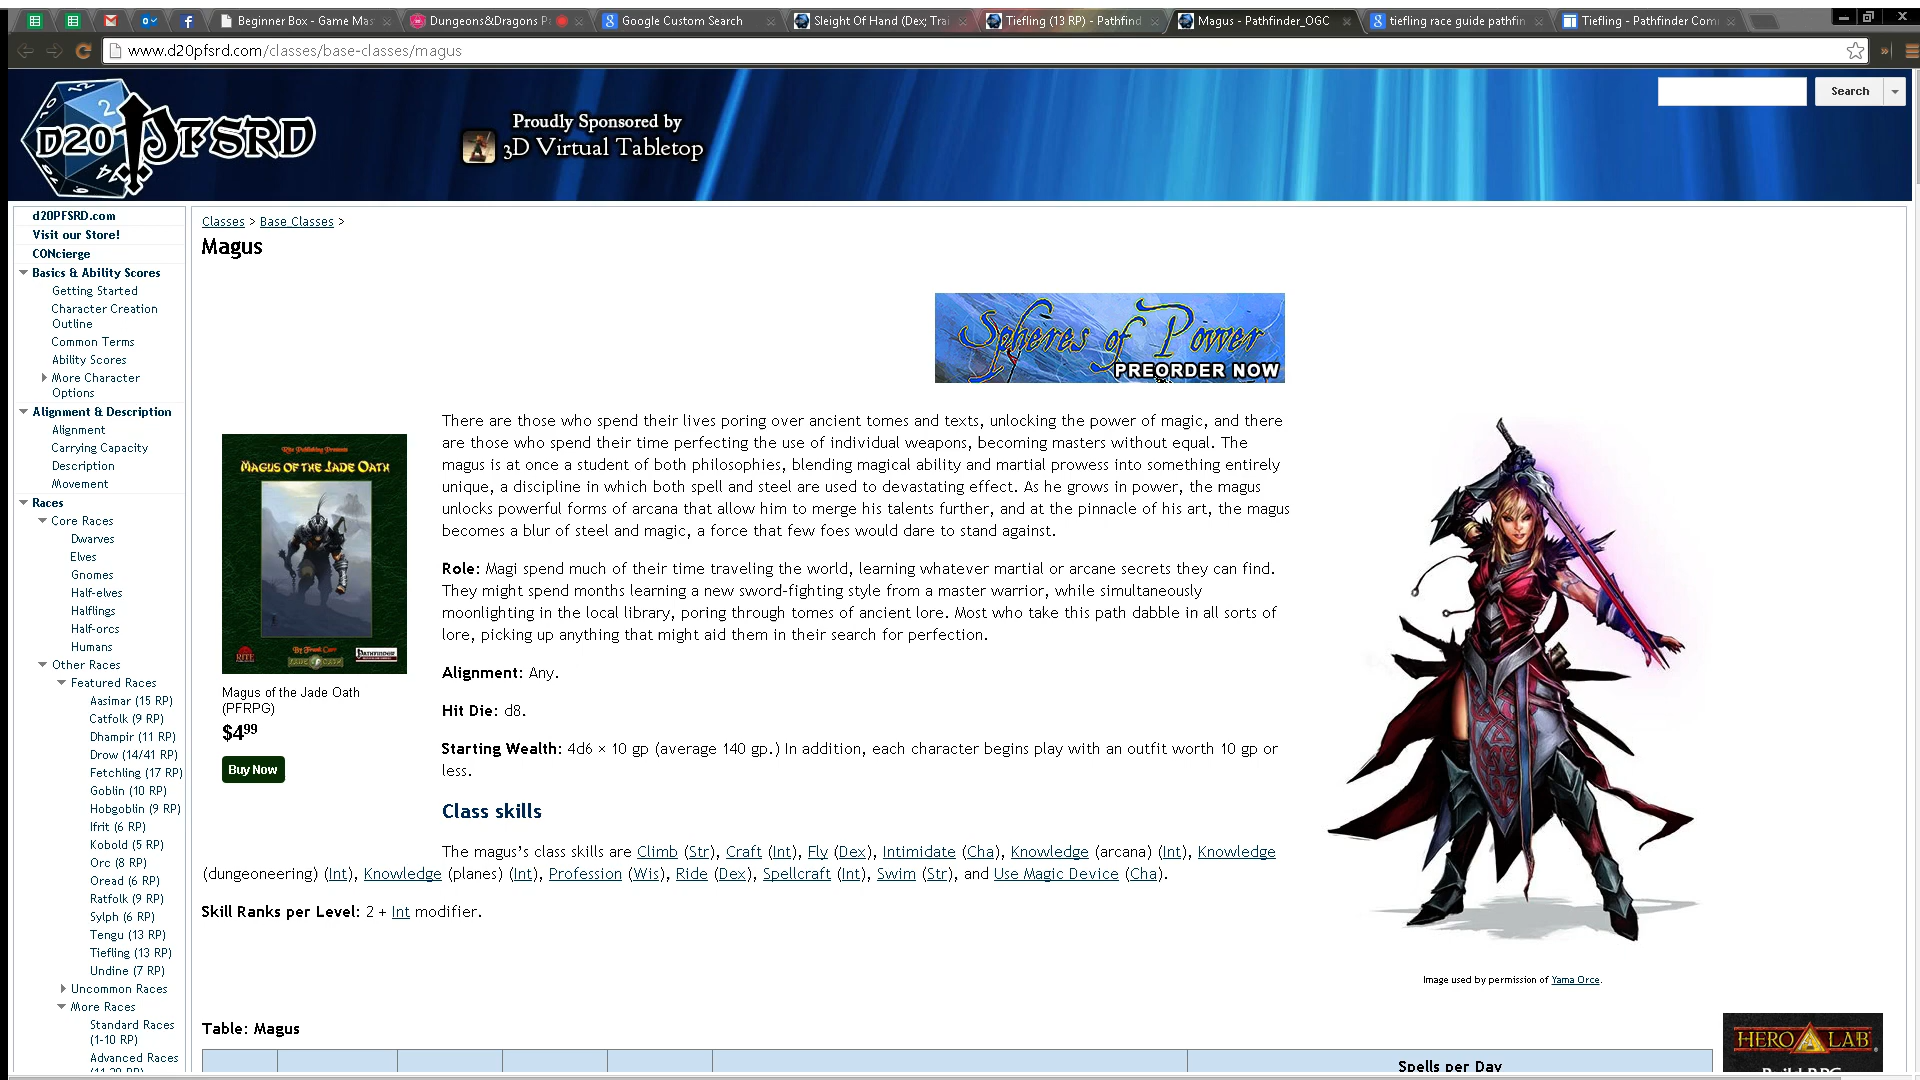 Beginner Box - Game Mas
Dungeons&Dragons Pa
Google Custom Search
Sleight Of Hand (Dex; Trai
Tiefling (13 RP) - Pathfind
Magus - Pathfinder_OGC
tiefling race guide pathfin
Tiefling - Pathfinder Com
www.d20pfsrd.com/classes/base-classes/magus
D20PFSRD
Proudly Sponsored by
3D Virtual Tabletop
Search
d20PFSRD.com
Visit our Store!
CONcierge
Basics & Ability Scores
Getting Started
Character Creation
Outline
Common Terms
Ability Scores
More Character
Options
Alignment & Description
Alignment
Carrying Capacity
Description
Movement
Races
Core Races
Dwarves
Elves
Gnomes
Half-elves
Halflings
Half-orcs
Humans
Other Races
Featured Races
Aasimar (15 RP)
Catfolk (9 RP)
Dhampir (11 RP)
Drow (14/41 RP)
Fetchling (17 RP)
Goblin (10 RP)
Hobgoblin (9 RP)
Ifrit (6 RP)
Kobold (5 RP)
Orc (8 RP)
Oread (6 RP)
Ratfolk (9 RP)
Sylph (6 RP)
Tengu (13 RP)
Tiefling (13 RP)
Undine (7 RP)
Uncommon Races
More Races
Standard Races
(1-10 RP)
Advanced Races
Classes > Base Classes >
Magus
Spheres of Power
PREORDER NOW
Rite Publishing Presents
MAGUS OF THE JADE OATH
By Frank Carr
RITE
JADE OATH
PATHFINDER
Magus of the Jade Oath
(PFRPG)
$4.99
Buy Now
There are those who spend their lives poring over ancient tomes and texts, unlocking the power of magic, and there
are those who spend their time perfecting the use of individual weapons, becoming masters without equal. The
magus is at once a student of both philosophies, blending magical ability and martial prowess into something entirely
unique, a discipline in which both spell and steel are used to devastating effect. As he grows in power, the magus
unlocks powerful forms of arcana that allow him to merge his talents further, and at the pinnacle of his art, the magus
becomes a blur of steel and magic, a force that few foes would dare to stand against.
Role: Magi spend much of their time traveling the world, learning whatever martial or arcane secrets they can find.
They might spend months learning a new sword-fighting style from a master warrior, while simultaneously
moonlighting in the local library, poring through tomes of ancient lore. Most who take this path dabble in all sorts of
lore, picking up anything that might aid them in their search for perfection.
Alignment: Any.
Hit Die: d8.
Starting Wealth: 4d6 × 10 gp (average 140 gp.) In addition, each character begins play with an outfit worth 10 gp or
less.
Class skills
The magus's class skills are Climb (Str), Craft (Int), Fly (Dex), Intimidate (Cha), Knowledge (arcana) (Int), Knowledge
(dungeoneering) (Int), Knowledge (planes) (Int), Profession (Wis), Ride (Dex), Spellcraft (Int), Swim (Str), and Use Magic Device (Cha).
Skill Ranks per Level: 2 + Int modifier.
Image used by permission of Yama Orce.
Table: Magus
Spells per Day
HERO LAB